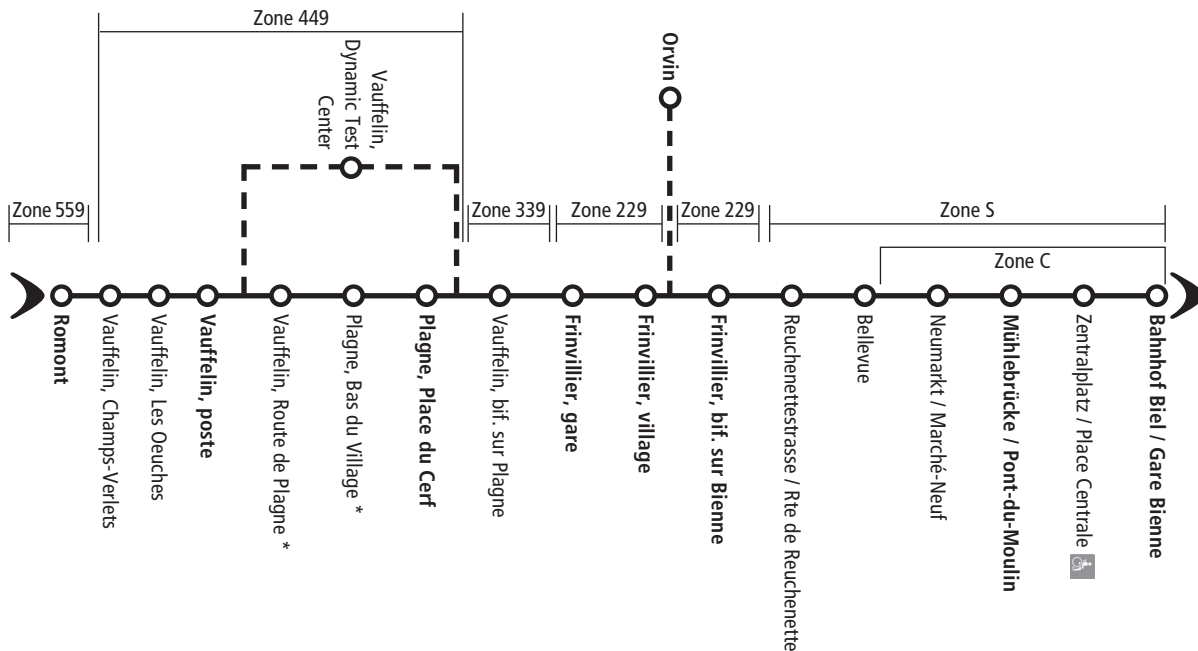 Zone 449
Orvin
Vauffelin,
Dynamic Test
Center
Zone 559
Zone 339
Zone 229
Zone 229
Zone S
Zone C
Romont
Vauffelin, Champs-Verlets
Vauffelin, Les Oeuches
Vauffelin, poste
Vauffelin, Route de Plagne *
Plagne, Bas du Village *
Plagne, Place du Cerf
Vauffelin, bif. sur Plagne
Frinvillier, gare
Frinvillier, village
Frinvillier, bif. sur Bienne
Reuchenettestrasse / Rte de Reuchenette
Bellevue
Neumarkt / Marché-Neuf
Mühlebrücke / Pont-du-Moulin
Zentralplatz / Place Centrale
Bahnhof Biel / Gare Bienne